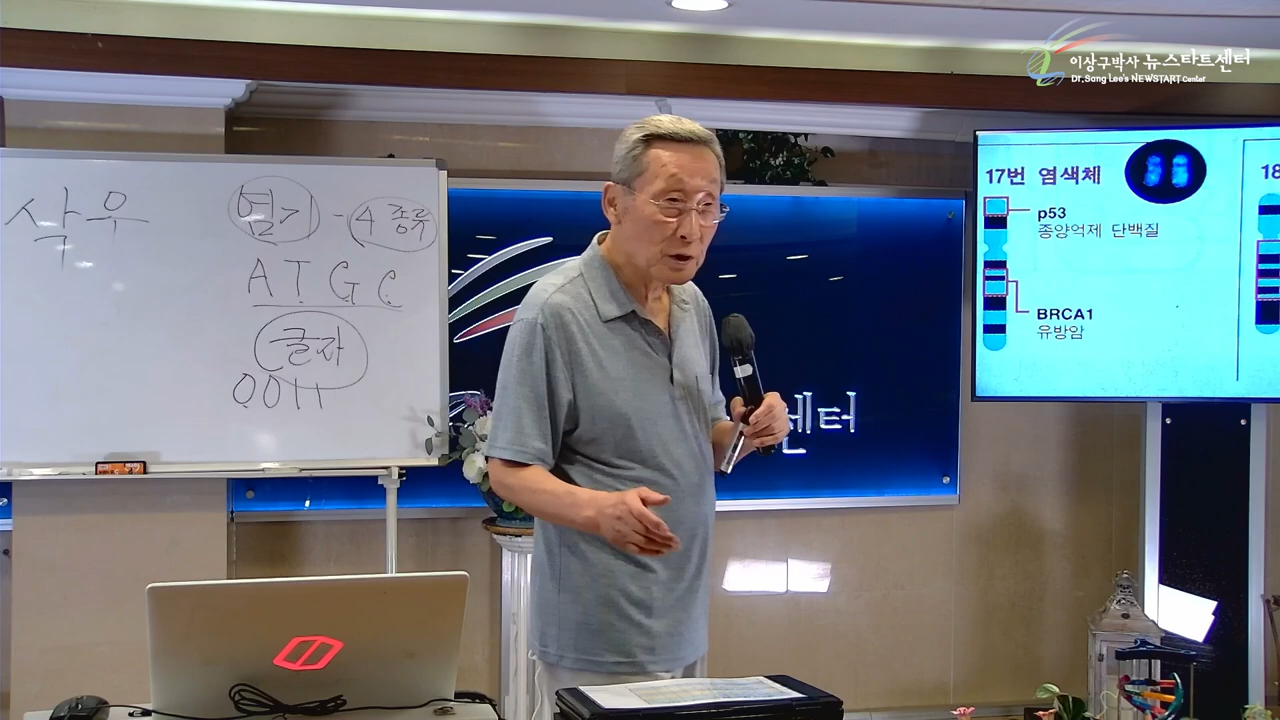 이상구박사 뉴스타트센터
Dr. Sang Lee's NEWSTART Center
삭우
염기 - 4 종류
A T G C
글자
0011
센터
17번 염색체
p53
종양억제 단백질
BRCA1
유방암
18